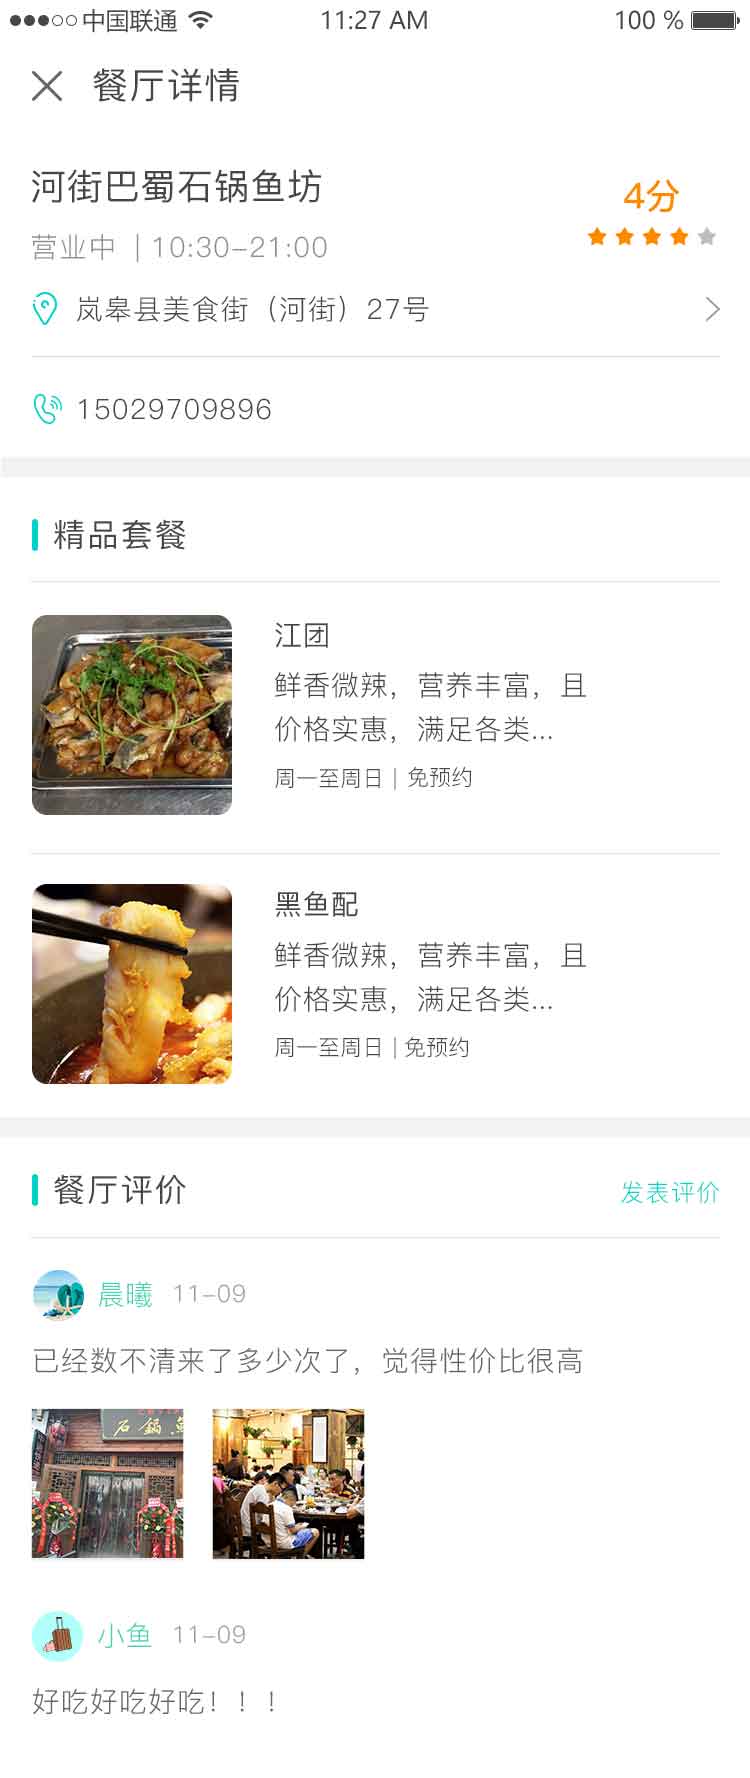 中国联通 11:27 AM 100 %
餐厅详情
河街巴蜀石锅鱼坊
4分
营业中 | 10:30-21:00
岚皋县美食街（河街）27号
15029709896
精品套餐
江团
鲜香微辣，营养丰富，且
价格实惠，满足各类...
周一至周日 | 免预约
黑鱼配
鲜香微辣，营养丰富，且
价格实惠，满足各类...
周一至周日 | 免预约
餐厅评价 发表评价
晨曦 11-09
已经数不清来了多少次了，觉得性价比很高
石鍋魚
小鱼 11-09
好吃好吃好吃！！！